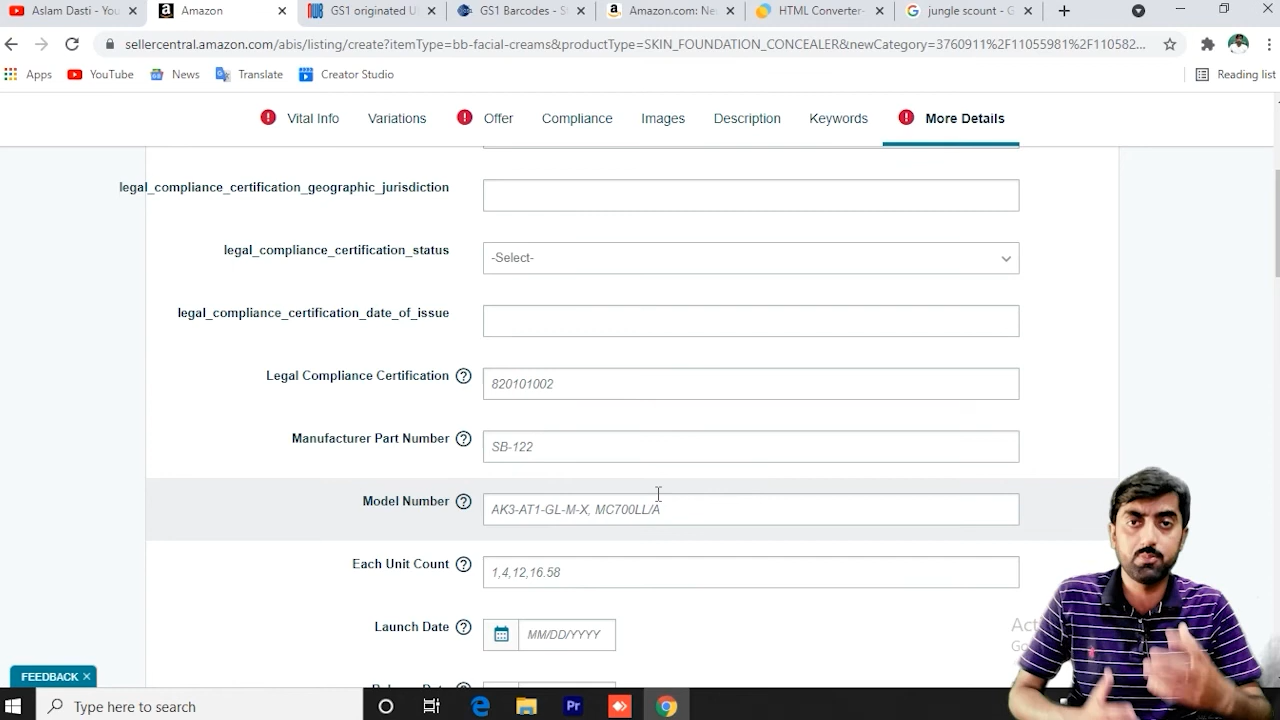 Aslam Dasti - You
Amazon
GS1 originated U
GS1 Barcodes - S
Amazon.com: Ne
HTML Converter
jungle scount - G
sellercentral.amazon.com/abis/listing/create?itemType=bb-facial-creams&productType=SKIN_FOUNDATION_CONCEALER&newCategory=3760911%2F11055981%2F110582...
Apps
YouTube
News
Translate
Creator Studio
Reading list
Vital Info
Variations
Offer
Compliance
Images
Description
Keywords
More Details
legal_compliance_certification_geographic_jurisdiction
legal_compliance_certification_status
-Select-
legal_compliance_certification_date_of_issue
Legal Compliance Certification
820101002
Manufacturer Part Number
SB-122
Model Number
AK3-AT1-GL-M-X, MC700LL/A
Each Unit Count
1,4,12,16.58
Launch Date
MM/DD/YYYY
Act
Go
FEEDBACK
Type here to search
Pr